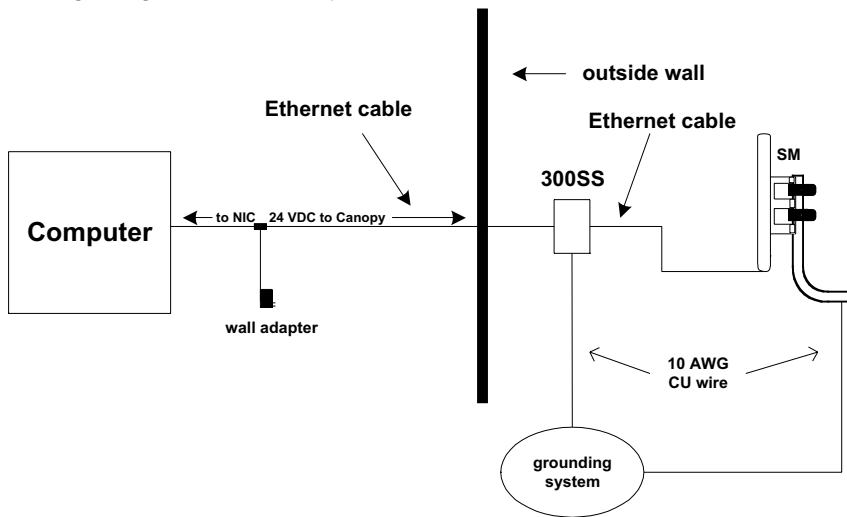 outside wall
Ethernet cable
Ethernet cable
SM
300SS
to NIC
24 VDC to Canopy
Computer
wall adapter
10 AWG
CU wire
grounding
system